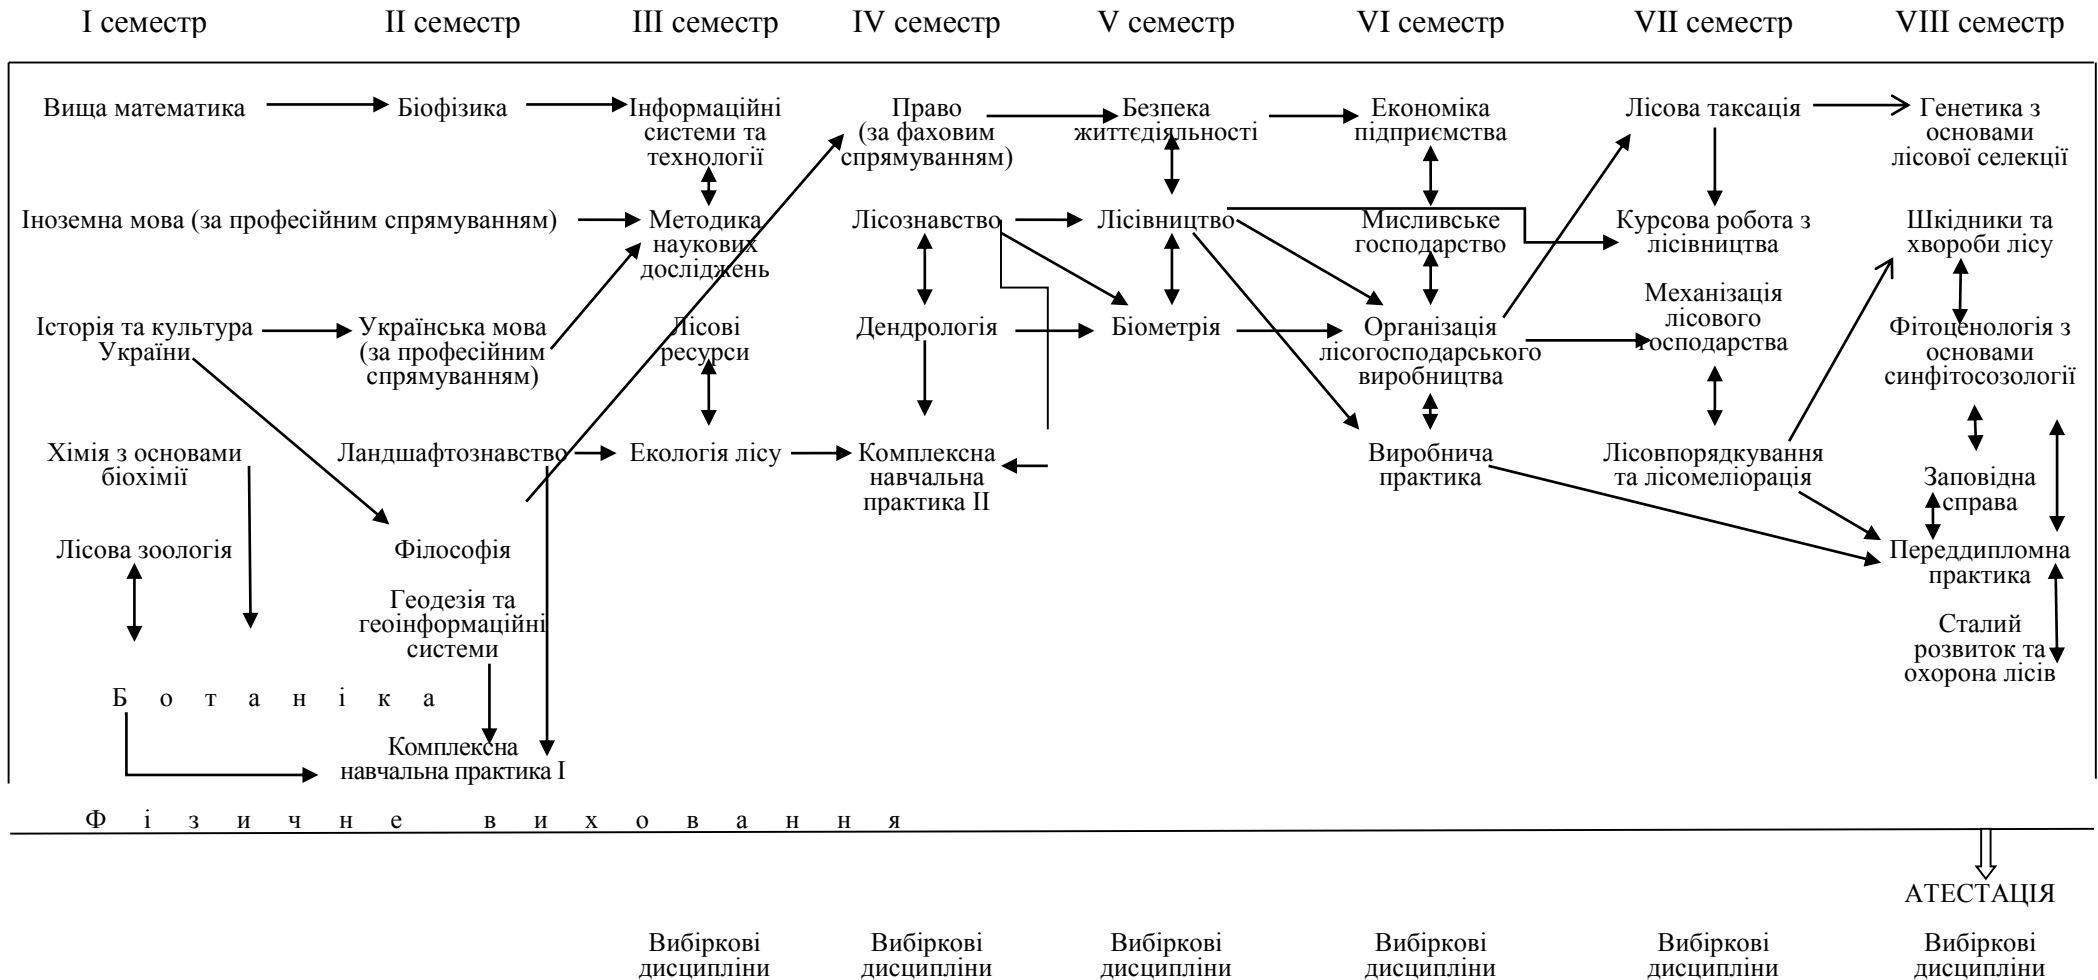 I семестр
II семестр
III семестр
IV семестр
V семестр
VI семестр
VII семестр
VIII семестр
Вища математика
Біофізика
Інформаційні
системи та
технології
Право
(за фаховим
спрямуванням)
Безпека
життєдіяльності
Економіка
підприємства
Лісова таксація
Генетика з
основами
лісової селекції
Іноземна мова (за професійним спрямуванням)
Методика
наукових
досліджень
Лісознавство
Лісівництво
Мисливське
господарство
Курсова робота з
лісівництва
Шкідники та
хвороби лісу
Історія та культура
України
Українська мова
(за професійним
спрямуванням)
Лісові
ресурси
Дендрологія
Біометрія
Організація
лісогосподарського
виробництва
Механізація
лісового
господарства
Фітоценологія з
основами
синфітосозології
Хімія з основами
біохімії
Ландшафтознавство
Екологія лісу
Комплексна
навчальна
практика II
Виробнича
практика
Лісовпорядкування
та лісомеліорація
Заповідна
справа
Лісова зоологія
Філософія
Переддипломна
практика
Геодезія та
геоінформаційні
системи
Сталий
розвиток та
охорона лісів
Б о т а н і к а
Комплексна
навчальна практика I
Ф і з и ч н е в и х о в а н н я
АТЕСТАЦІЯ
Вибіркові
дисципліни
Вибіркові
дисципліни
Вибіркові
дисципліни
Вибіркові
дисципліни
Вибіркові
дисципліни
Вибіркові
дисципліни